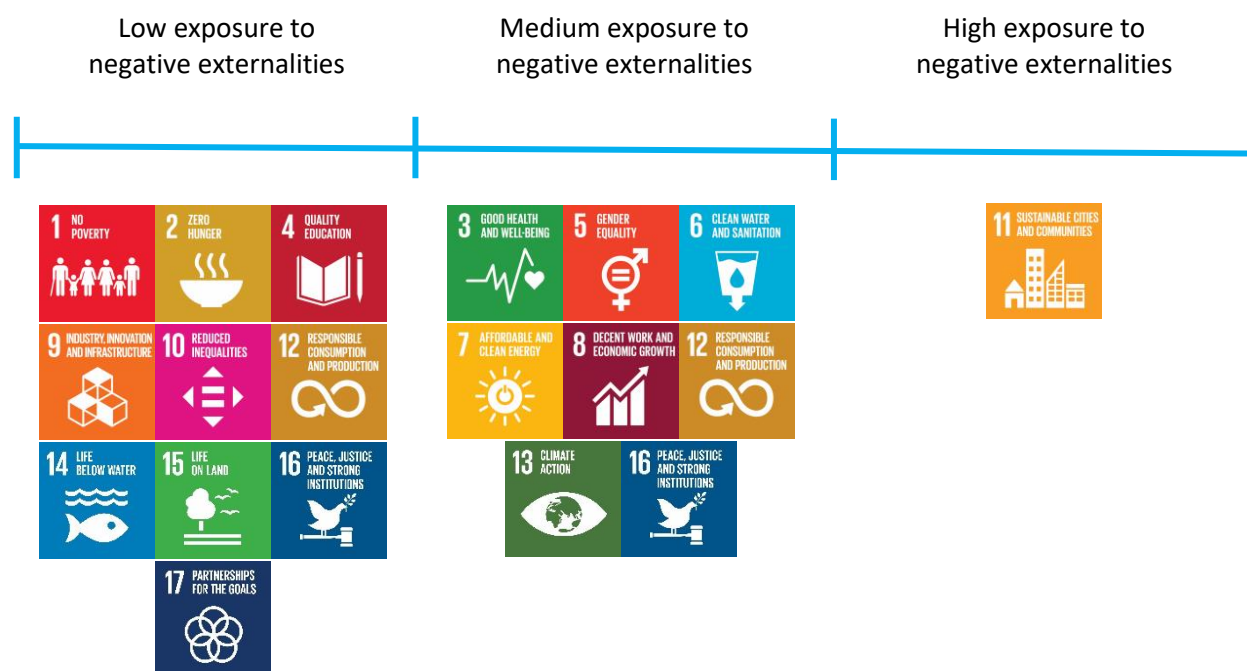 Low exposure to
negative externalities
Medium exposure to
negative externalities
High exposure to
negative externalities
1 NO
POVERTY
2 ZERO
HUNGER
4 QUALITY
EDUCATION
9 INDUSTRY, INNOVATION
AND INFRASTRUCTURE
10 REDUCED
INEQUALITIES
12 RESPONSIBLE
CONSUMPTION
AND PRODUCTION
14 LIFE
BELOW WATER
15 LIFE
ON LAND
16 PEACE, JUSTICE
AND STRONG
INSTITUTIONS
17 PARTNERSHIPS
FOR THE GOALS
3 GOOD HEALTH
AND WELL-BEING
5 GENDER
EQUALITY
6 CLEAN WATER
AND SANITATION
7 AFFORDABLE AND
CLEAN ENERGY
8 DECENT WORK AND
ECONOMIC GROWTH
12 RESPONSIBLE
CONSUMPTION
AND PRODUCTION
13 CLIMATE
ACTION
16 PEACE, JUSTICE
AND STRONG
INSTITUTIONS
11 SUSTAINABLE CITIES
AND COMMUNITIES